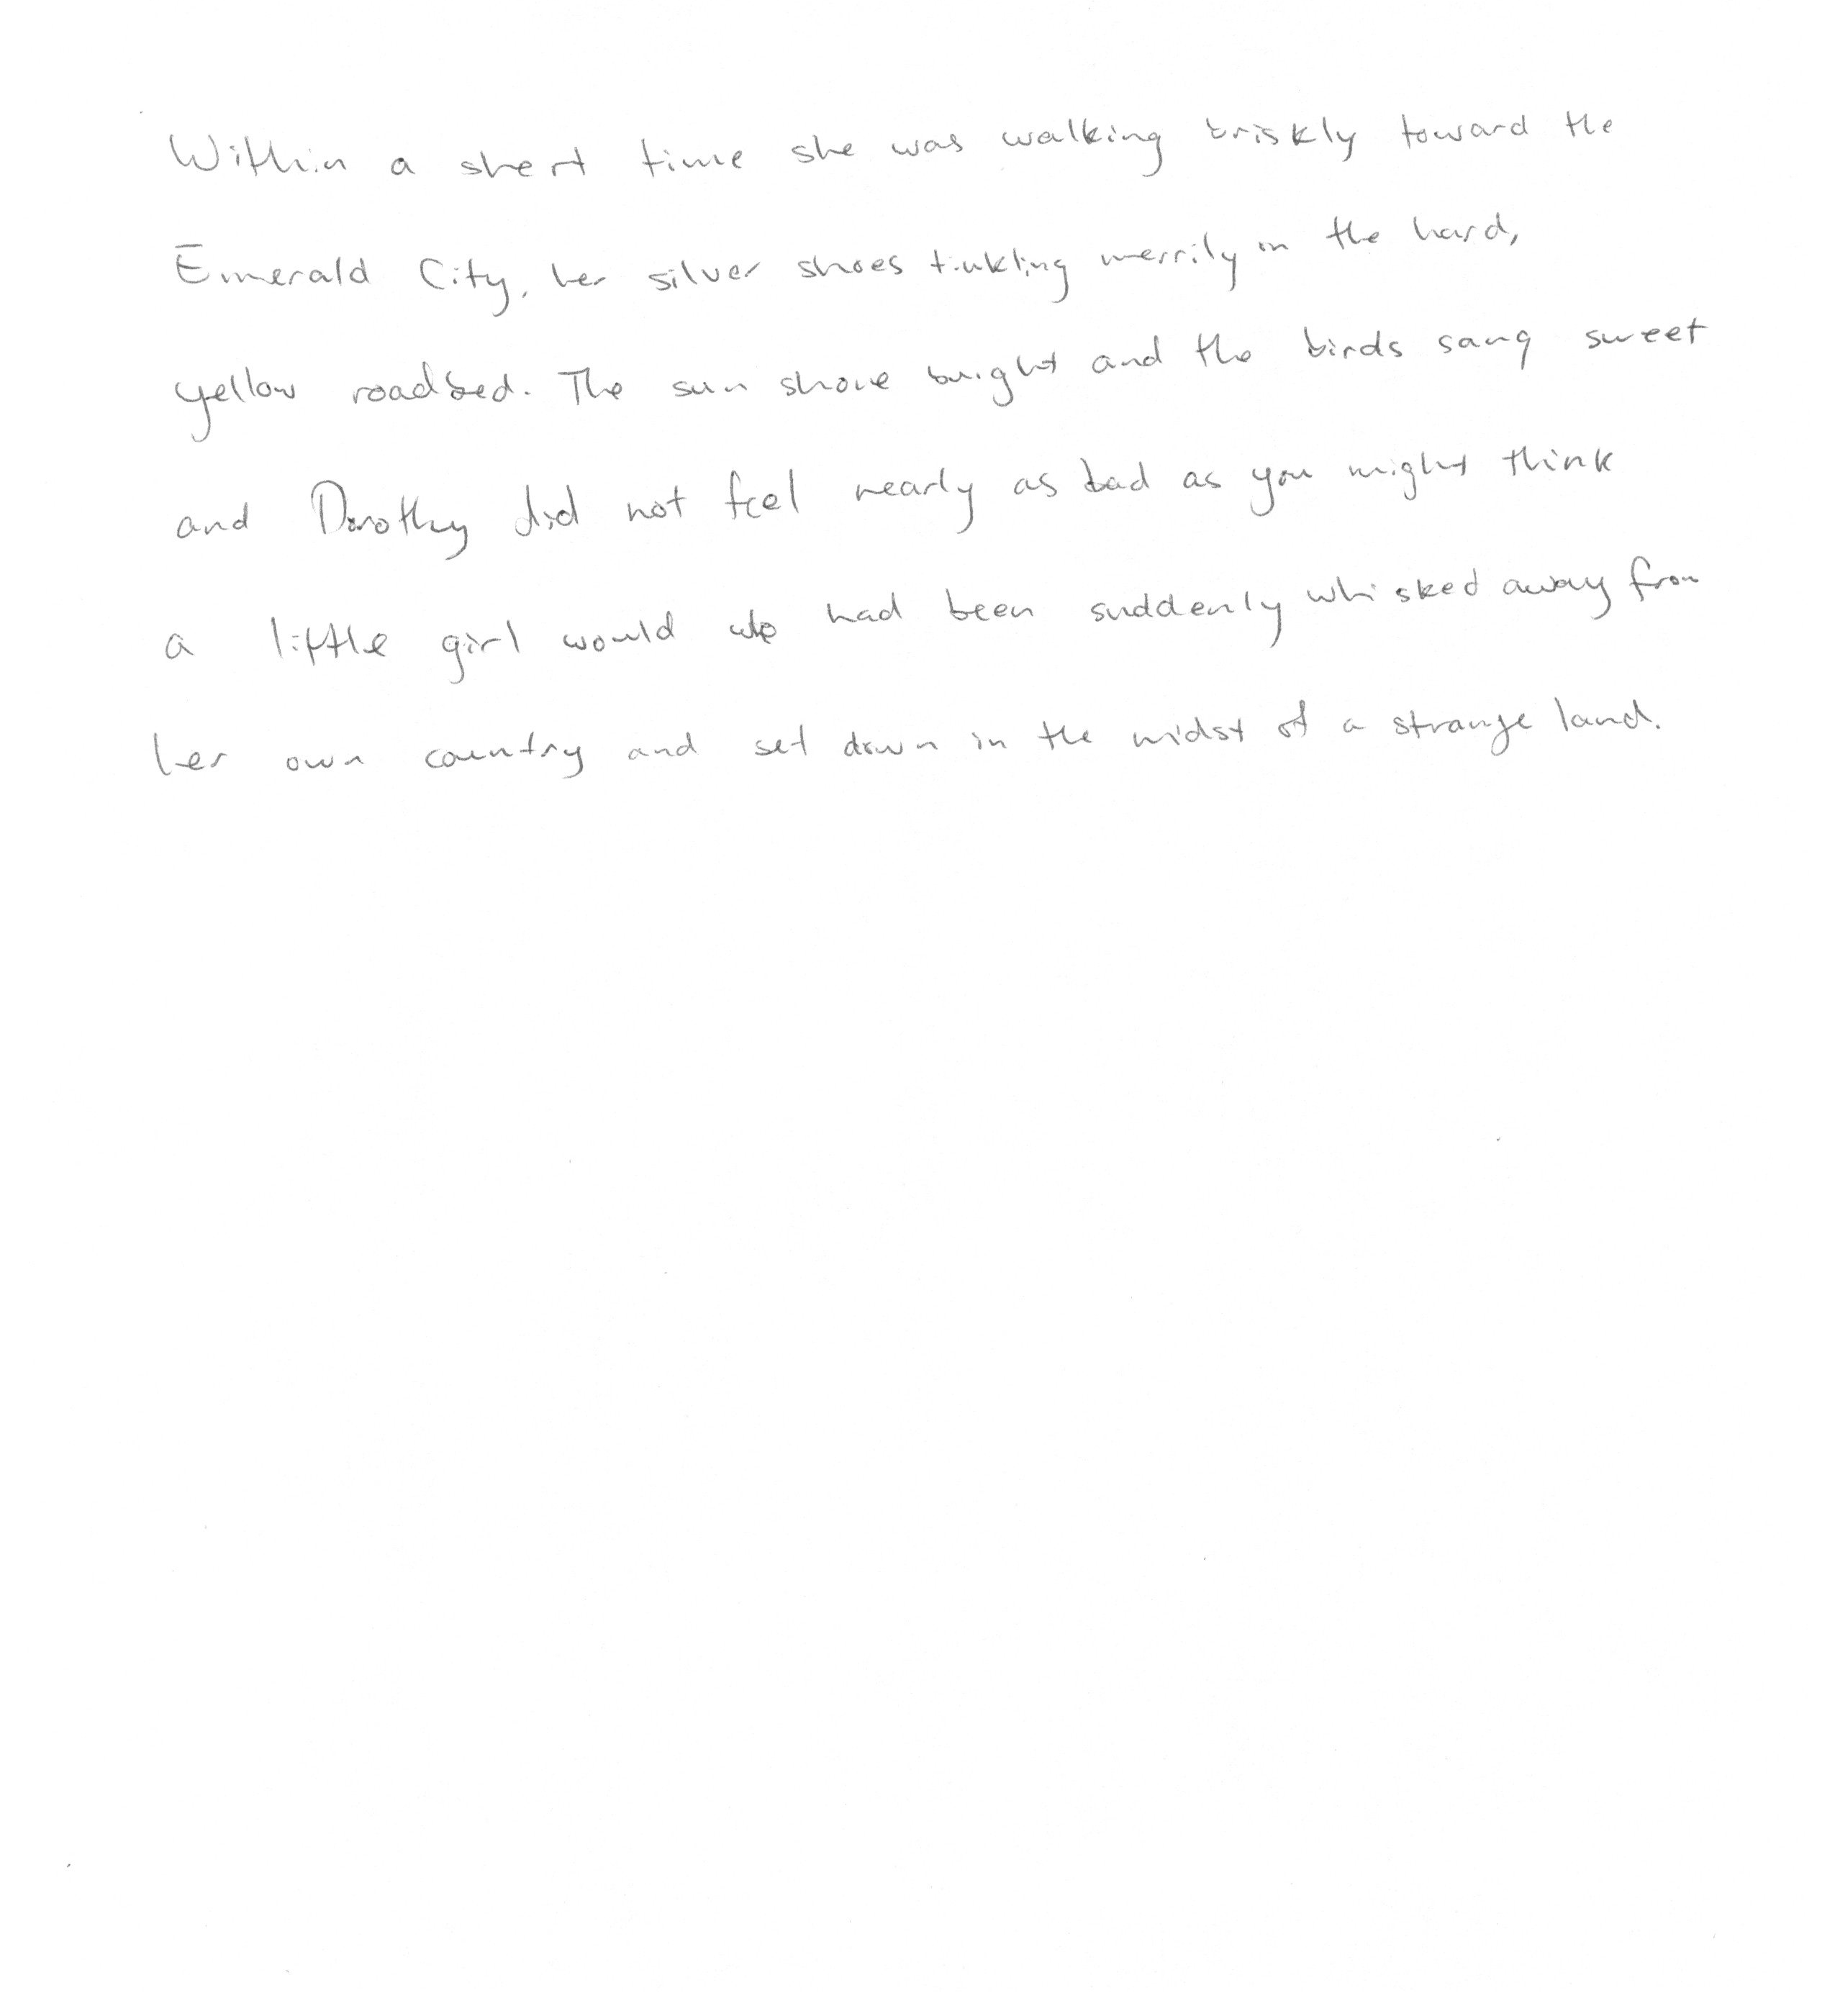 Within a short time she was walking briskly toward the
Emerald City, her silver shoes tinkling merrily on the hard,
yellow roadbed. The sun shone bright and the birds sang sweet
and Dorothy did not feel nearly as bad as you might think
a little girl would who had been suddenly whisked away from
her own country and set down in the midst of a strange land.